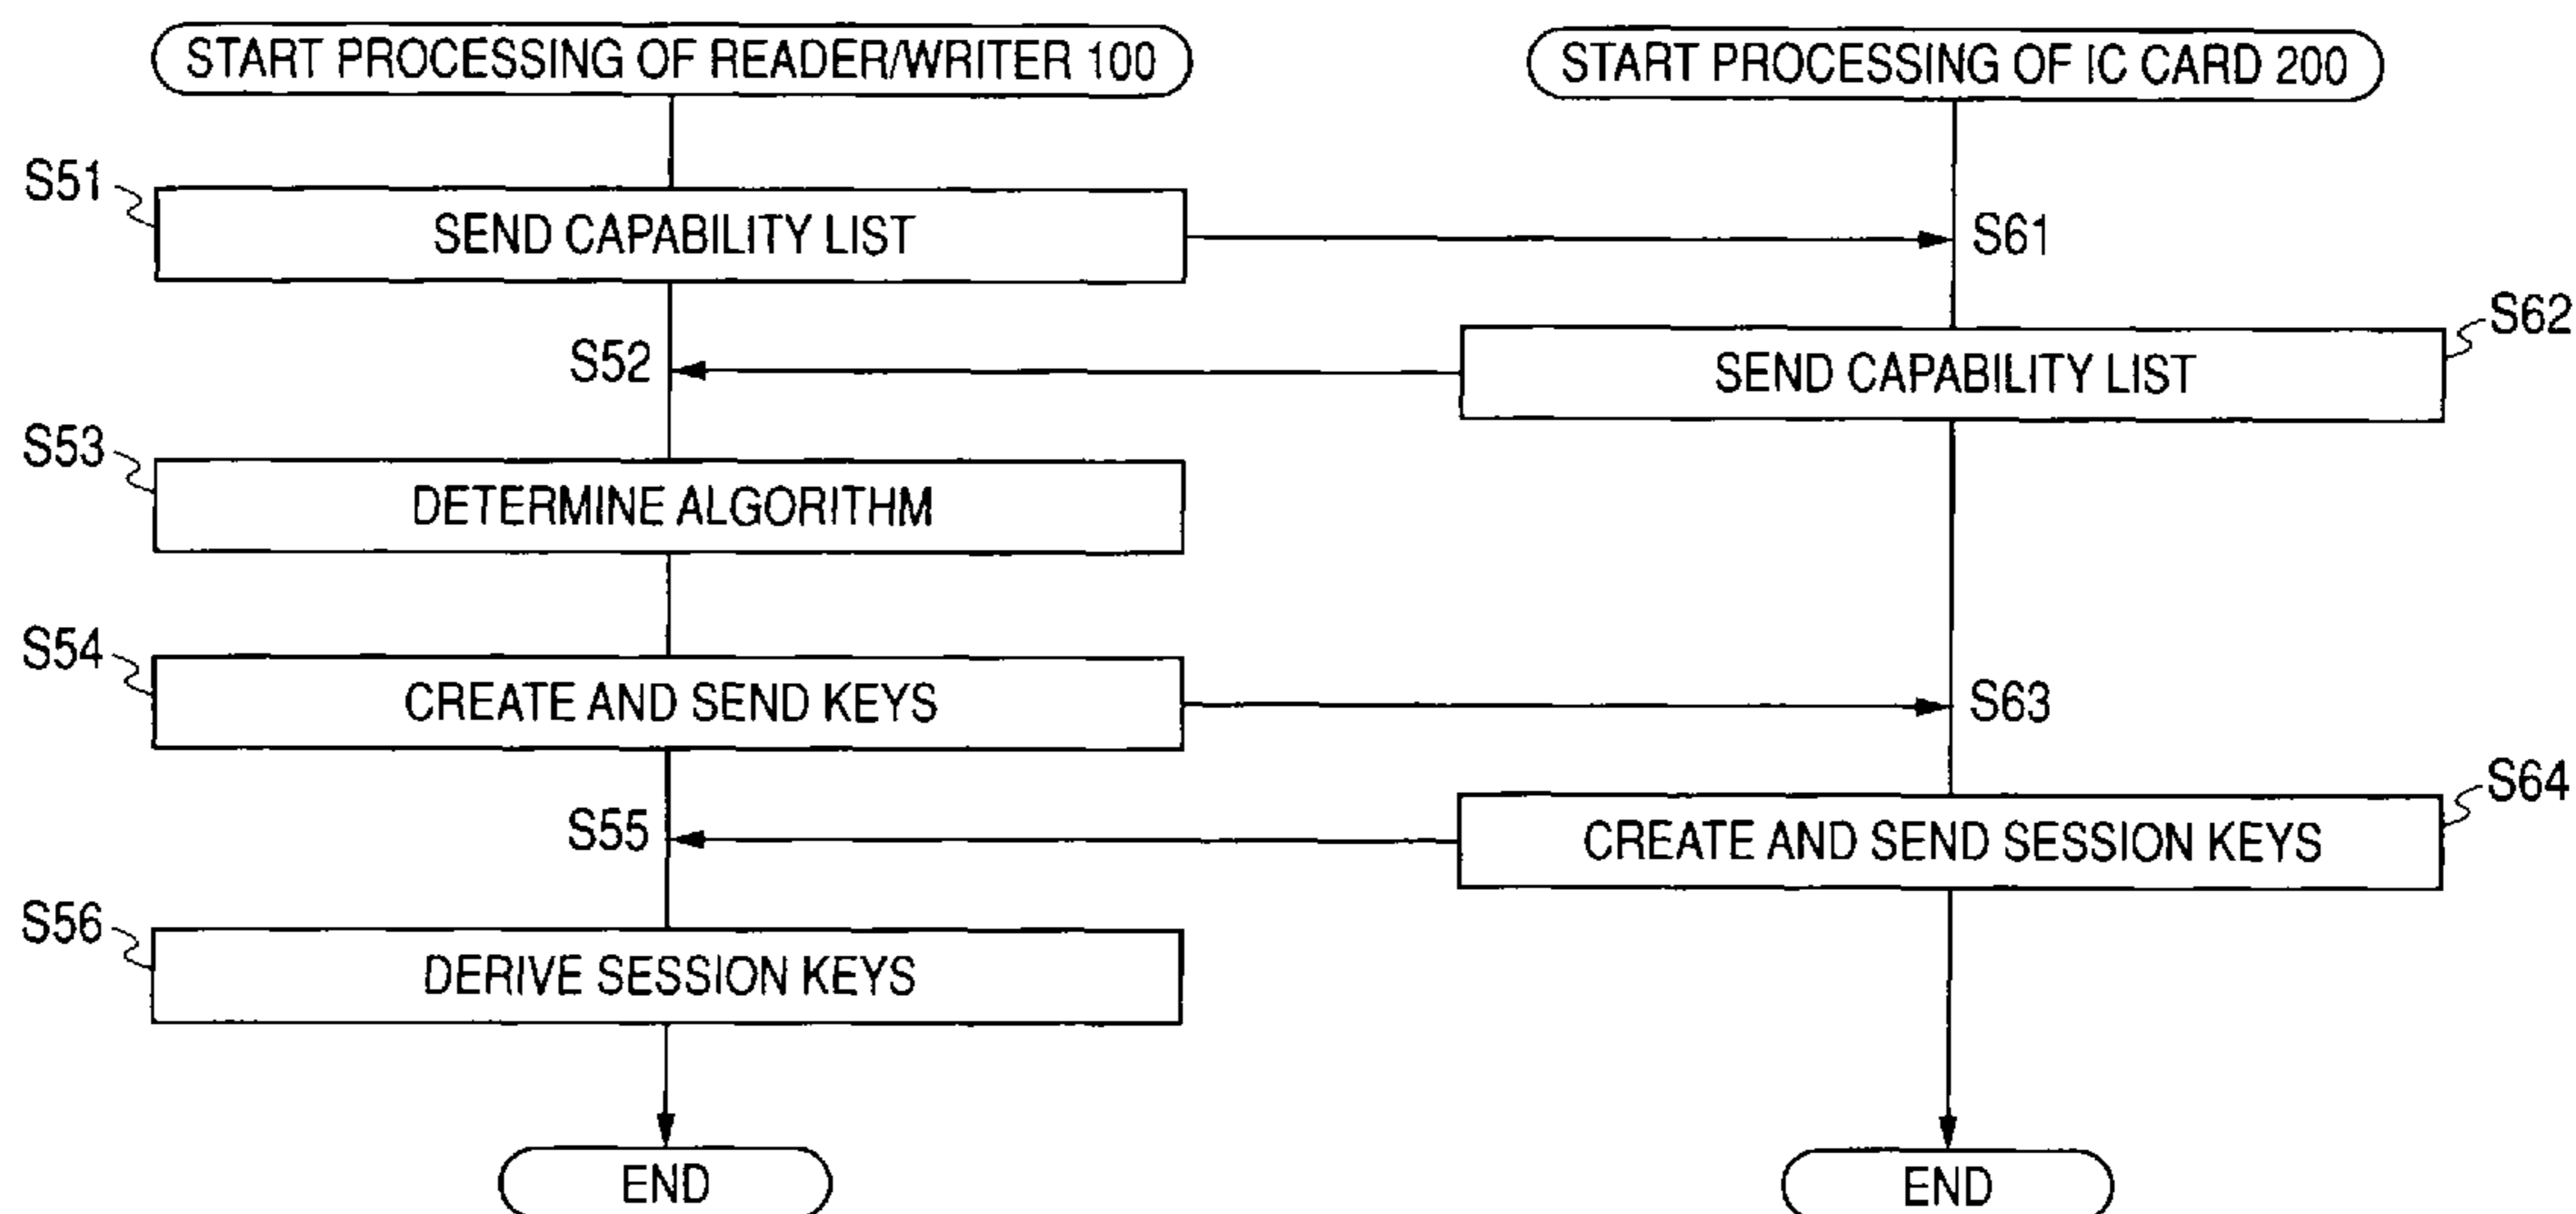 START PROCESSING OF READER/WRITER 100
START PROCESSING OF IC CARD 200
S51
SEND CAPABILITY LIST
S61
S62
S52
SEND CAPABILITY LIST
S53
DETERMINE ALGORITHM
S54
CREATE AND SEND KEYS
S63
S64
S55
CREATE AND SEND SESSION KEYS
S56
DERIVE SESSION KEYS
END
END